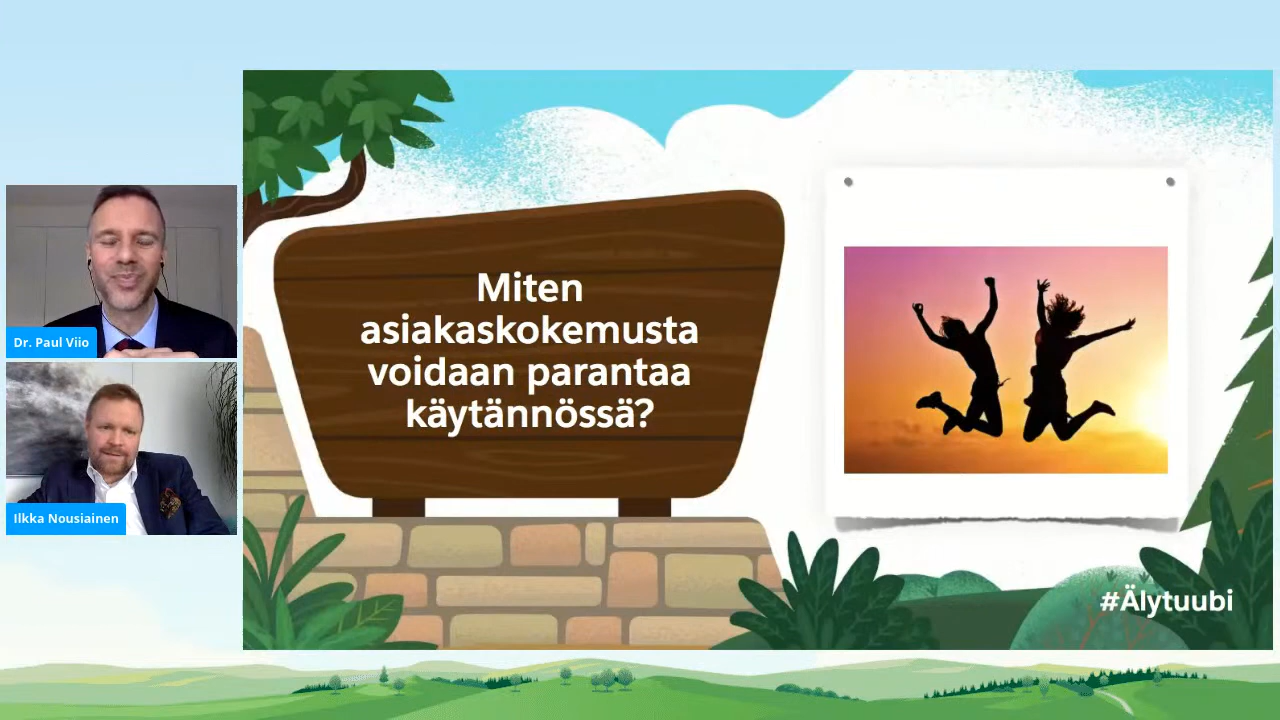 Dr. Paul Viio
Ilkka Nousiainen
Miten
asiakaskokemusta
voidaan parantaa
käytännössä?
#Älytuubi